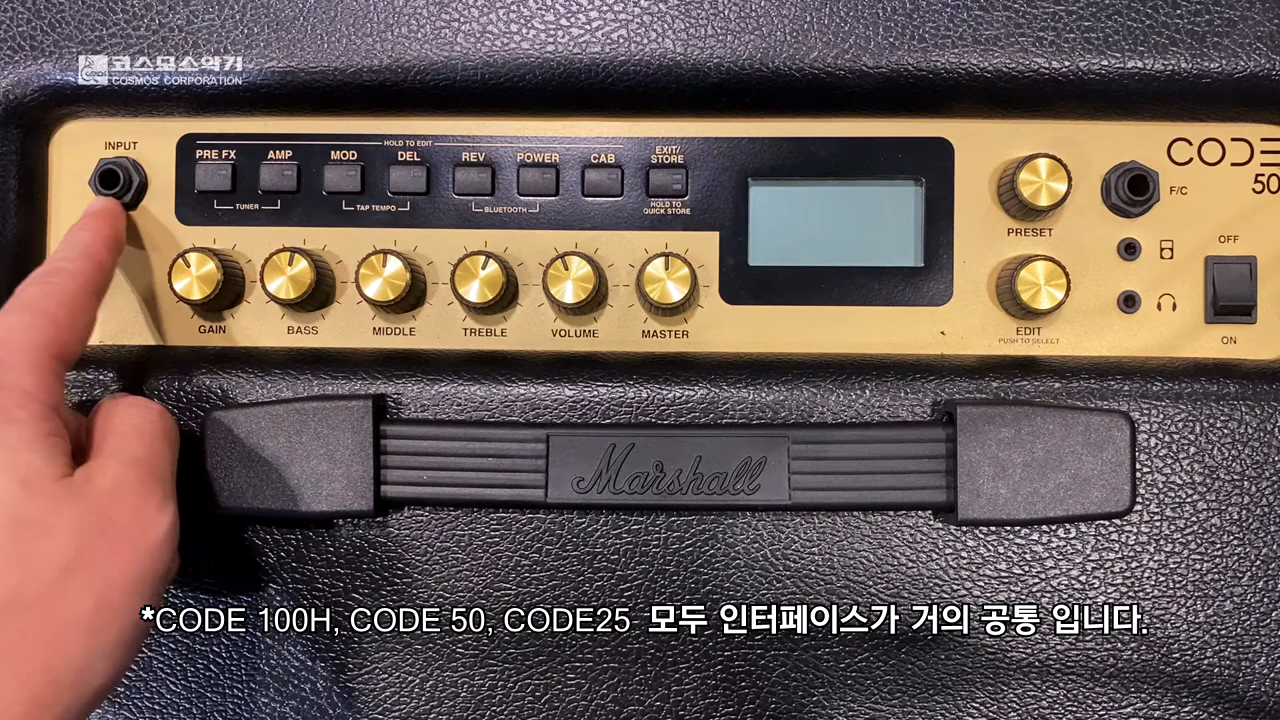 코스모스악기
COSMOS CORPORATION
INPUT
HOLD TO EDIT
PRE FX AMP MOD DEL REV POWER CAB EXIT/STORE
TUNER TAP TEMPO BLUETOOTH HOLD TO QUICK STORE
GAIN BASS MIDDLE TREBLE VOLUME MASTER
PRESET
EDIT
PUSH TO SELECT
F/C
CODE
50
OFF
ON
Marshall
*CODE 100H, CODE 50, CODE25 모두 인터페이스가 거의 공통 입니다.